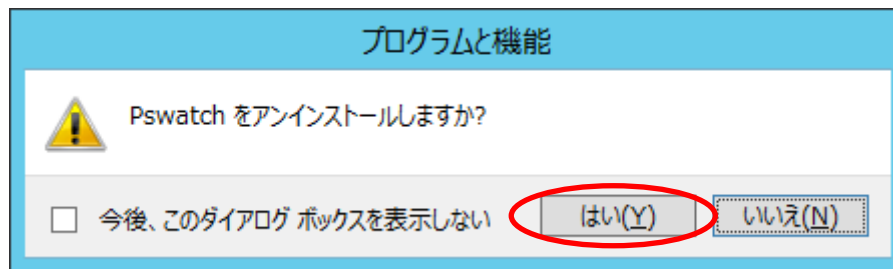 プログラムと機能
Pswatch をアンインストールしますか?
今後、このダイアログ ボックスを表示しない
はい(Y)
いいえ(N)